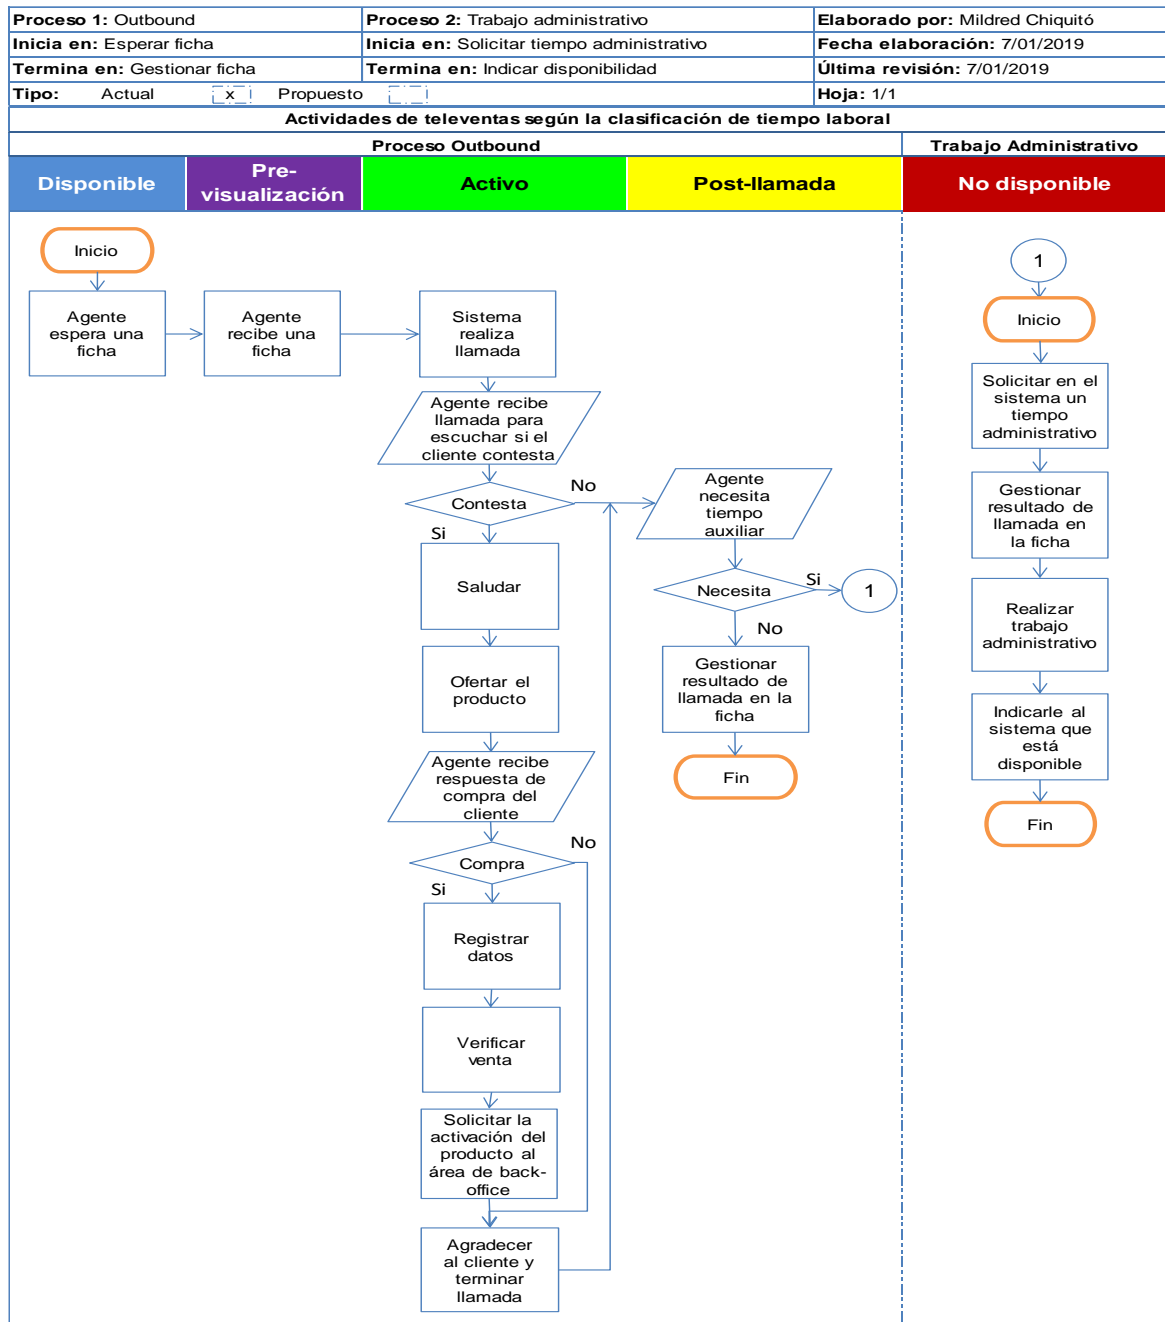 Proceso 1: Outbound
Proceso 2: Trabajo administrativo
Elaborado por: Mildred Chiquitó
Inicia en: Esperar ficha
Inicia en: Solicitar tiempo administrativo
Fecha elaboración: 7/01/2019
Termina en: Gestionar ficha
Termina en: Indicar disponibilidad
Última revisión: 7/01/2019
Tipo: Actual x Propuesto
Hoja: 1/1
Actividades de televentas según la clasificación de tiempo laboral
Proceso Outbound
Trabajo Administrativo
Disponible
Pre-
visualización
Activo
Post-llamada
No disponible
Inicio
Agente
espera una
ficha
Agente
recibe una
ficha
Sistema
realiza
llamada
Agente recibe
llamada para
escuchar si el
cliente contesta
Contesta
No
Si
Saludar
Ofertar el
producto
Agente recibe
respuesta de
compra del
cliente
Compra
No
Si
Registrar
datos
Verificar
venta
Solicitar la
activación del
producto al
área de back-
office
Agradecer
al cliente y
terminar
llamada
Agente
necesita
tiempo
auxiliar
Necesita
Si
1
No
Gestionar
resultado de
llamada en la
ficha
Fin
1
Inicio
Solicitar en el
sistema un
tiempo
administrativo
Gestionar
resultado de
llamada en
la ficha
Realizar
trabajo
administrativo
Indicarle al
sistema que
está
disponible
Fin